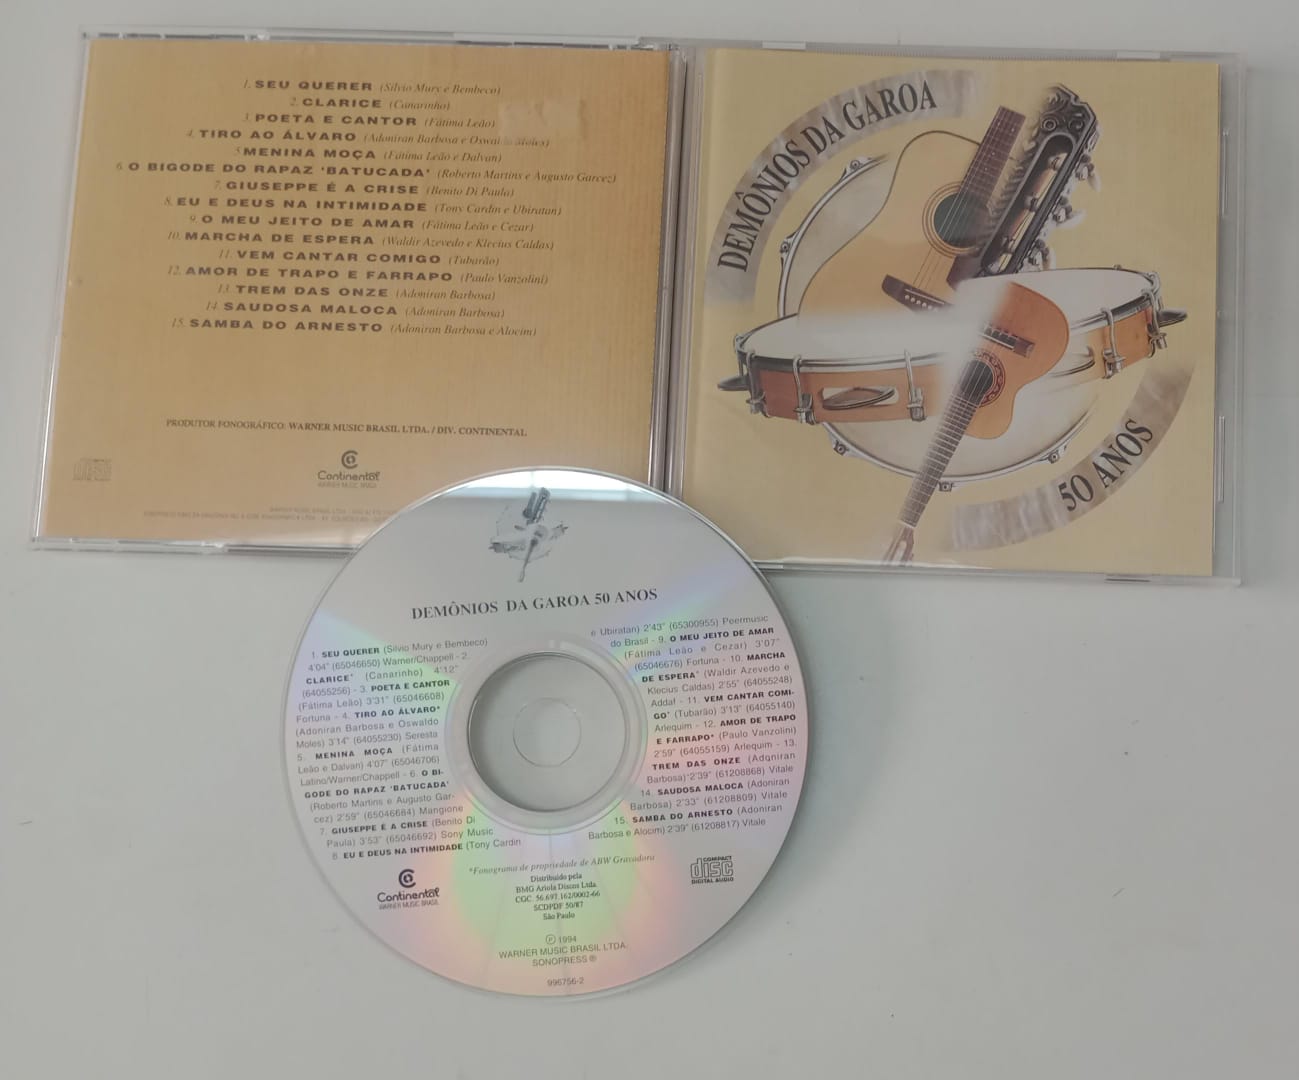 1. SEU QUERER (Silvio Mury e Bembeco)
2. CLARICE (Canarinho)
3. POETA E CANTOR (Fátima Leão)
4. TIRO AO ÁLVARO (Adoniran Barbosa e Oswal
5. MENINA MOÇA (Fátima Leão e Dalvan)
6. O BIGODE DO RAPAZ 'BATUCADA' (Roberto Martins e Augusto Garcez)
7. GIUSEPPE É A CRISE (Benito Di Paula)
8. EU E DEUS NA INTIMIDADE (Tony Cardin e Ubiratan)
9. O MEU JEITO DE AMAR (Fátima Leão e Cezar)
10. MARCHA DE ESPERA (Waldir Azevedo e Klecius Caldas)
11. VEM CANTAR COMIGO (Tubarão)
12. AMOR DE TRAPO E FARRAPO (Paulo Vanzolini)
13. TREM DAS ONZE (Adoniran Barbosa)
14. SAUDOSA MALOCA (Adoniran Barbosa)
15. SAMBA DO ARNESTO (Adoniran Barbosa e Alocim)
PRODUTOR FONOGRÁFICO: WARNER MUSIC BRASIL LTDA. / DIV. CONTINENTAL
Continental
WARNER MUSIC BRASIL
DEMÔNIOS DA GAROA
50 ANOS
DEMÔNIOS DA GAROA 50 ANOS
1. SEU QUERER (Silvio Mury e Bembeco)
4'04" (65046650) Warner/Chappell - 2.
CLARICE* (Canarinho) 4'12"
(64055256) - 3. POETA E CANTOR
(Fátima Leão) 3'31" (65046608)
Fortuna - 4. TIRO AO ÁLVARO*
(Adoniran Barbosa e Oswaldo
Moles) 3'14" (64055230) Seresta
5. MENINA MOÇA (Fátima
Leão e Dalvan) 4'07" (65046706)
Latino/Warner/Chappell - 6. O BI-
GODE DO RAPAZ 'BATUCADA'
(Roberto Martins e Augusto Gar-
cez) 2'59" (65046684) Mangione
7. GIUSEPPE É A CRISE (Benito Di
Paula) 3'53" (65046692) Sony Music
8. EU E DEUS NA INTIMIDADE (Tony Cardin
e Ubiratan) 2'43" (65300955) Peermusic
do Brasil - 9. O MEU JEITO DE AMAR
(Fátima Leão e Cezar) 3'07"
(65046676) Fortuna - 10. MARCHA
DE ESPERA* (Waldir Azevedo e
Klecius Caldas) 2'55" (64055248)
Addaf - 11. VEM CANTAR COMI-
GO* (Tubarão) 3'13" (64055140)
Arlequim - 12. AMOR DE TRAPO
E FARRAPO* (Paulo Vanzolini)
2'59" (64055159) Arlequim - 13.
TREM DAS ONZE (Adoniran
Barbosa) 2'39" (61208868) Vitale
14. SAUDOSA MALOCA (Adoniran
Barbosa) 2'33" (61208809) Vitale
15. SAMBA DO ARNESTO (Adoniran
Barbosa e Alocim) 2'39" (61208817) Vitale
*Fonograma de propriedade de ABW Gravadora
Distribuído pela
BMG Ariola Discos Ltda.
CGC. 56.697.162/0002-66
SCDPDF 50/87
São Paulo
Continental
WARNER MUSIC BRASIL
COMPACT
disc
DIGITAL AUDIO
℗ 1994
WARNER MUSIC BRASIL LTDA.
SONOPRESS ®
996756-2